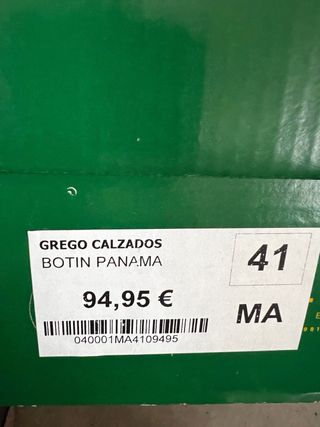 GREGO CALZADOS
BOTIN PANAMA
41
94,95 €
MA
040001MA4109495